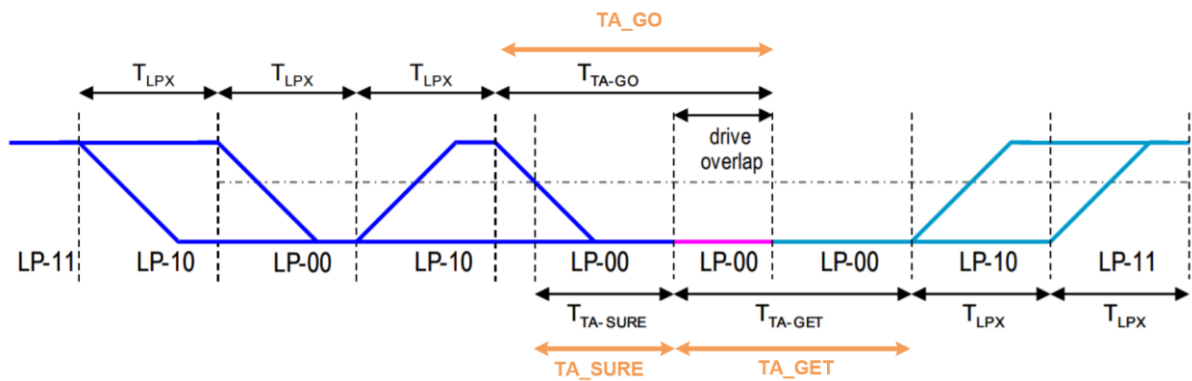 TA_GO
TLPX TLPX TLPX TTA-GO
drive
overlap
LP-11 LP-10 LP-00 LP-10 LP-00 LP-00 LP-00 LP-10 LP-11
TTA-SURE TTA-GET TLPX TLPX
TA_SURE TA_GET